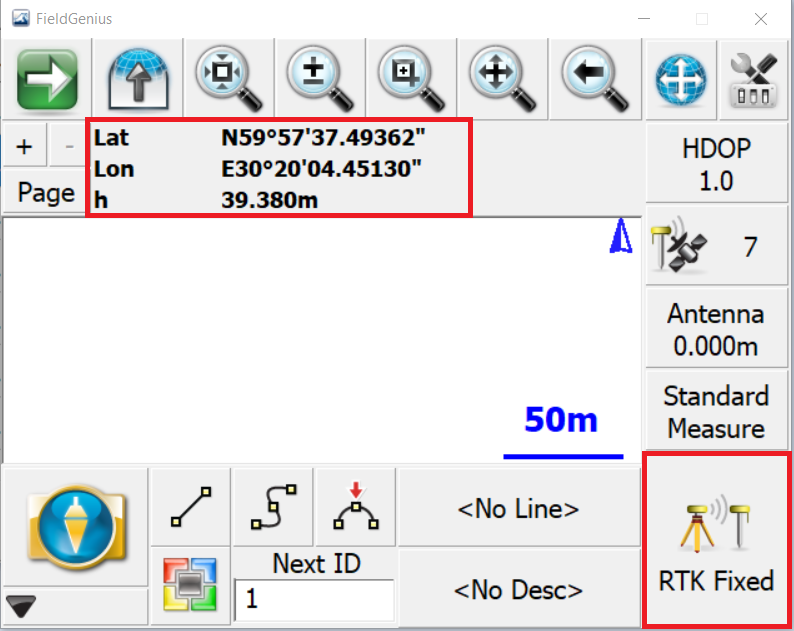 FieldGenius
+ -
Page
Lat N59°57'37.49362"
Lon E30°20'04.45130"
h 39.380m
HDOP
1.0
7
Antenna
0.000m
Standard
Measure
50m
<No Line>
RTK Fixed
Next ID
1
<No Desc>